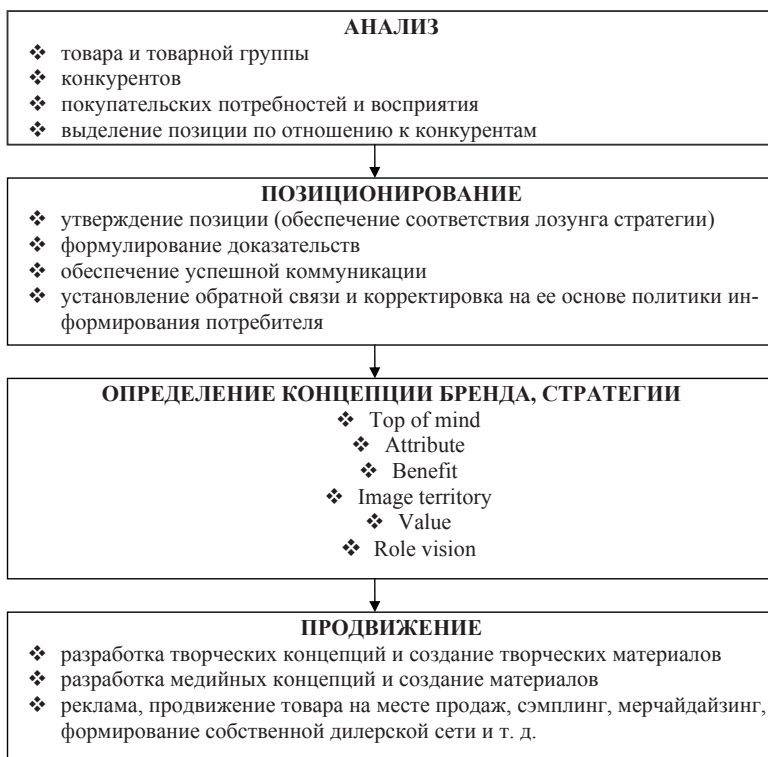 АНАЛИЗ
❖ товара и товарной группы
❖ конкурентов
❖ покупательских потребностей и восприятия
❖ выделение позиции по отношению к конкурентам
ПОЗИЦИОНИРОВАНИЕ
❖ утверждение позиции (обеспечение соответствия лозунга стратегии)
❖ формулирование доказательств
❖ обеспечение успешной коммуникации
❖ установление обратной связи и корректировка на ее основе политики ин-
формирования потребителя
ОПРЕДЕЛЕНИЕ КОНЦЕПЦИИ БРЕНДА, СТРАТЕГИИ
❖ Top of mind
❖ Attribute
❖ Benefit
❖ Image territory
❖ Value
❖ Role vision
ПРОДВИЖЕНИЕ
❖ разработка творческих концепций и создание творческих материалов
❖ разработка медийных концепций и создание материалов
❖ реклама, продвижение товара на месте продаж, сэмплинг, мерчайдайзинг,
формирование собственной дилерской сети и т. д.